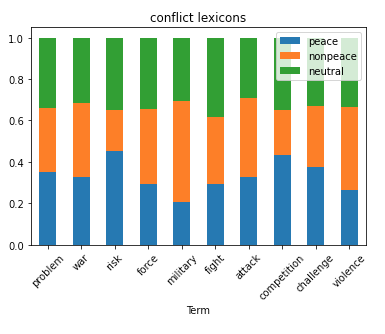 conflict lexicons
peace
nonpeace
neutral
1.0
0.8
0.6
0.4
0.2
0.0
problem
war
risk
force
military
fight
attack
competition
challenge
violence
Term